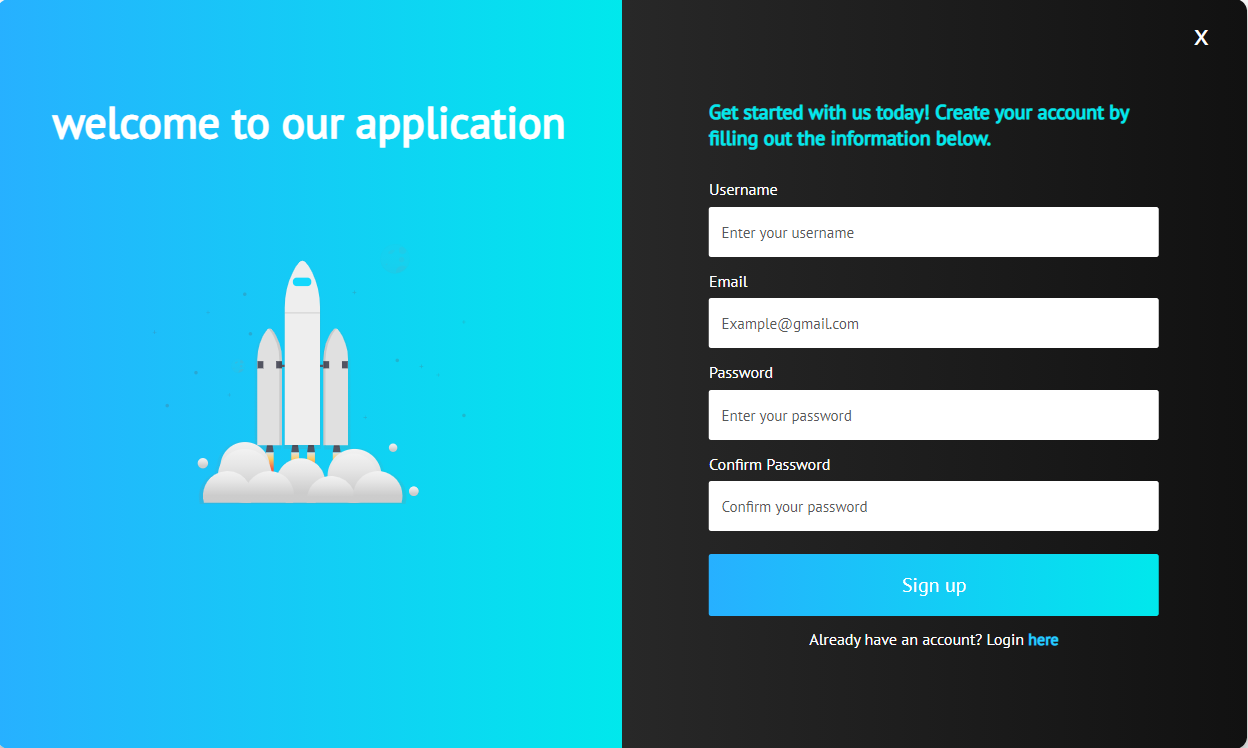 welcome to our application
X
Get started with us today! Create your account by
filling out the information below.
Username
Enter your username
Email
Example@gmail.com
Password
Enter your password
Confirm Password
Confirm your password
Sign up
Already have an account? Login here